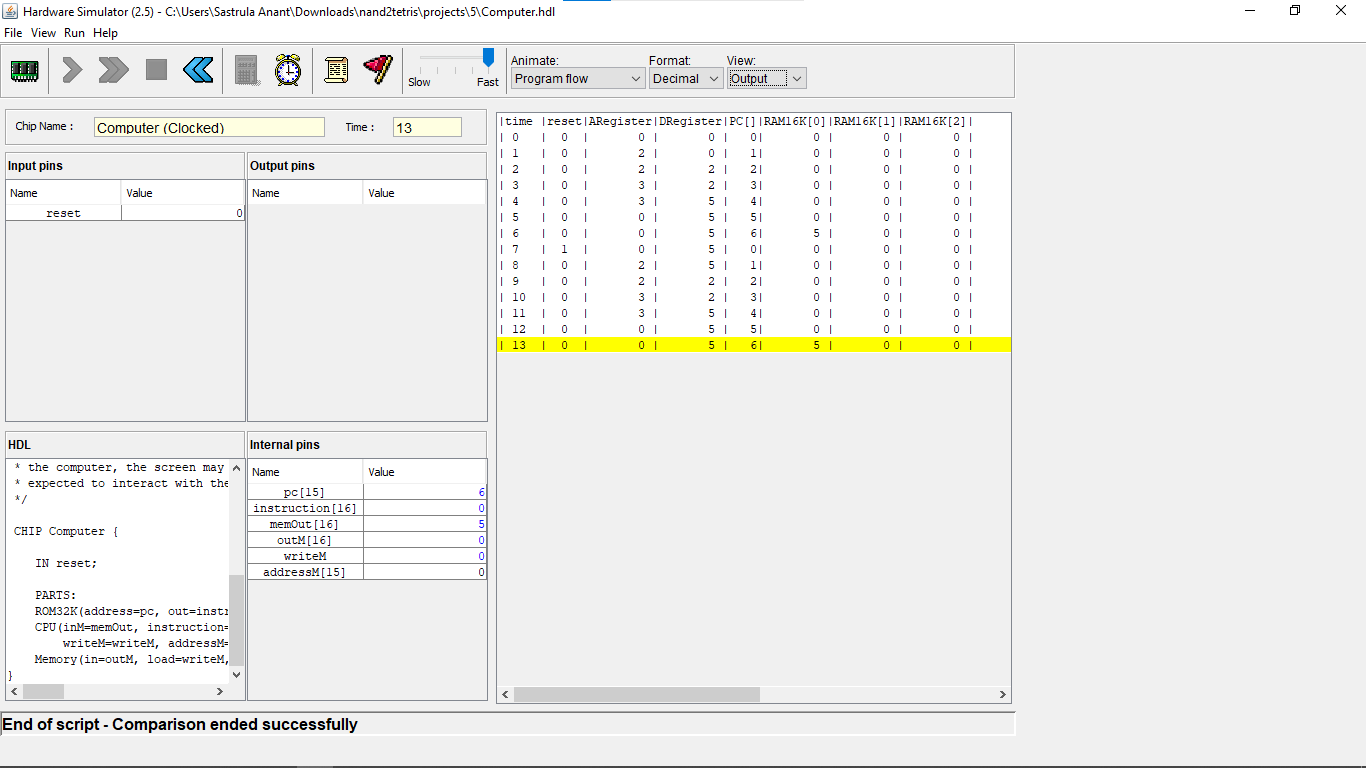 Hardware Simulator (2.5) - C:\Users\Sastrula Anant\Downloads\nand2tetris\projects\5\Computer.hdl
File View Run Help
Animate: Format: View:
Slow Fast Program flow Decimal Output
Chip Name : Computer (Clocked) Time : 13
Input pins
Name Value
reset 0
Output pins
Name Value
|time |reset|ARegister|DRegister|PC[]|RAM16K[0]|RAM16K[1]|RAM16K[2]|
| 0 | 0 | 0 | 0 | 0| 0 | 0 | 0 |
| 1 | 0 | 2 | 0 | 1| 0 | 0 | 0 |
| 2 | 0 | 2 | 2 | 2| 0 | 0 | 0 |
| 3 | 0 | 3 | 2 | 3| 0 | 0 | 0 |
| 4 | 0 | 3 | 5 | 4| 0 | 0 | 0 |
| 5 | 0 | 0 | 5 | 5| 0 | 0 | 0 |
| 6 | 0 | 0 | 5 | 6| 5 | 0 | 0 |
| 7 | 1 | 0 | 5 | 0| 0 | 0 | 0 |
| 8 | 0 | 2 | 5 | 1| 0 | 0 | 0 |
| 9 | 0 | 2 | 2 | 2| 0 | 0 | 0 |
| 10 | 0 | 3 | 2 | 3| 0 | 0 | 0 |
| 11 | 0 | 3 | 5 | 4| 0 | 0 | 0 |
| 12 | 0 | 0 | 5 | 5| 0 | 0 | 0 |
| 13 | 0 | 0 | 5 | 6| 5 | 0 | 0 |
HDL
* the computer, the screen may
* expected to interact with the
*/
CHIP Computer {
IN reset;
PARTS:
ROM32K(address=pc, out=instr
CPU(inM=memOut, instruction=
writeM=writeM, addressM=
Memory(in=outM, load=writeM,
}
Internal pins
Name Value
pc[15] 6
instruction[16] 0
memOut[16] 5
outM[16] 0
writeM 0
addressM[15] 0
End of script - Comparison ended successfully